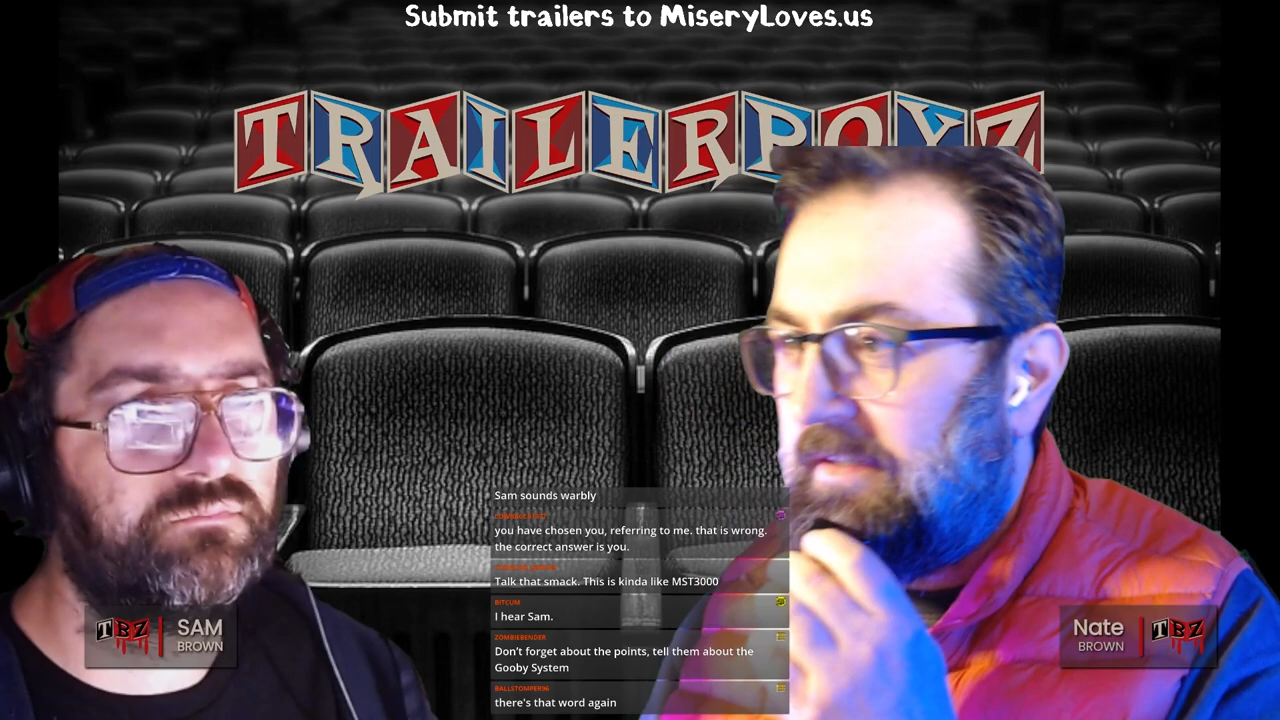 Submit trailers to MiseryLoves.us
TRAILERBOYZ
Sam sounds warbly
you have chosen you, referring to me. that is wrong.
the correct answer is you.
Talk that smack. This is kinda like MST3000
BITCUM
I hear Sam.
ZOMBIEBENDER
Don't forget about the points, tell them about the
Gooby System
BALLSTOMPER96
there's that word again
TBZ
SAM
BROWN
Nate
BROWN
TBZ